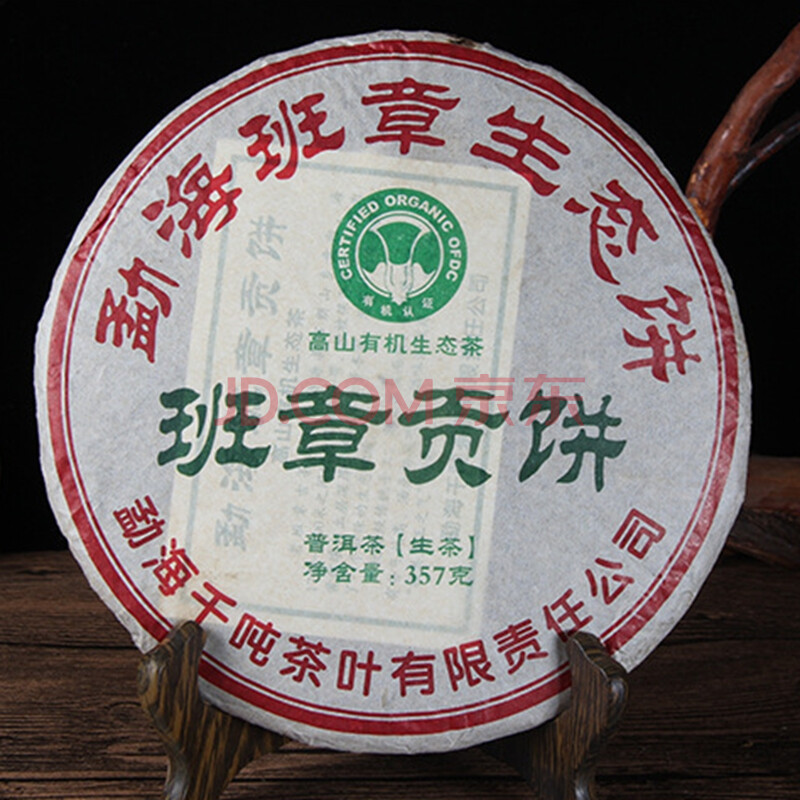 勐海班章生态饼
CERTIFIED ORGANIC OFDC
有机认证
高山有机生态茶
JD.COM 京东
班章贡饼
普洱茶【生茶】
净含量：357克
勐海千吨茶叶有限责任公司